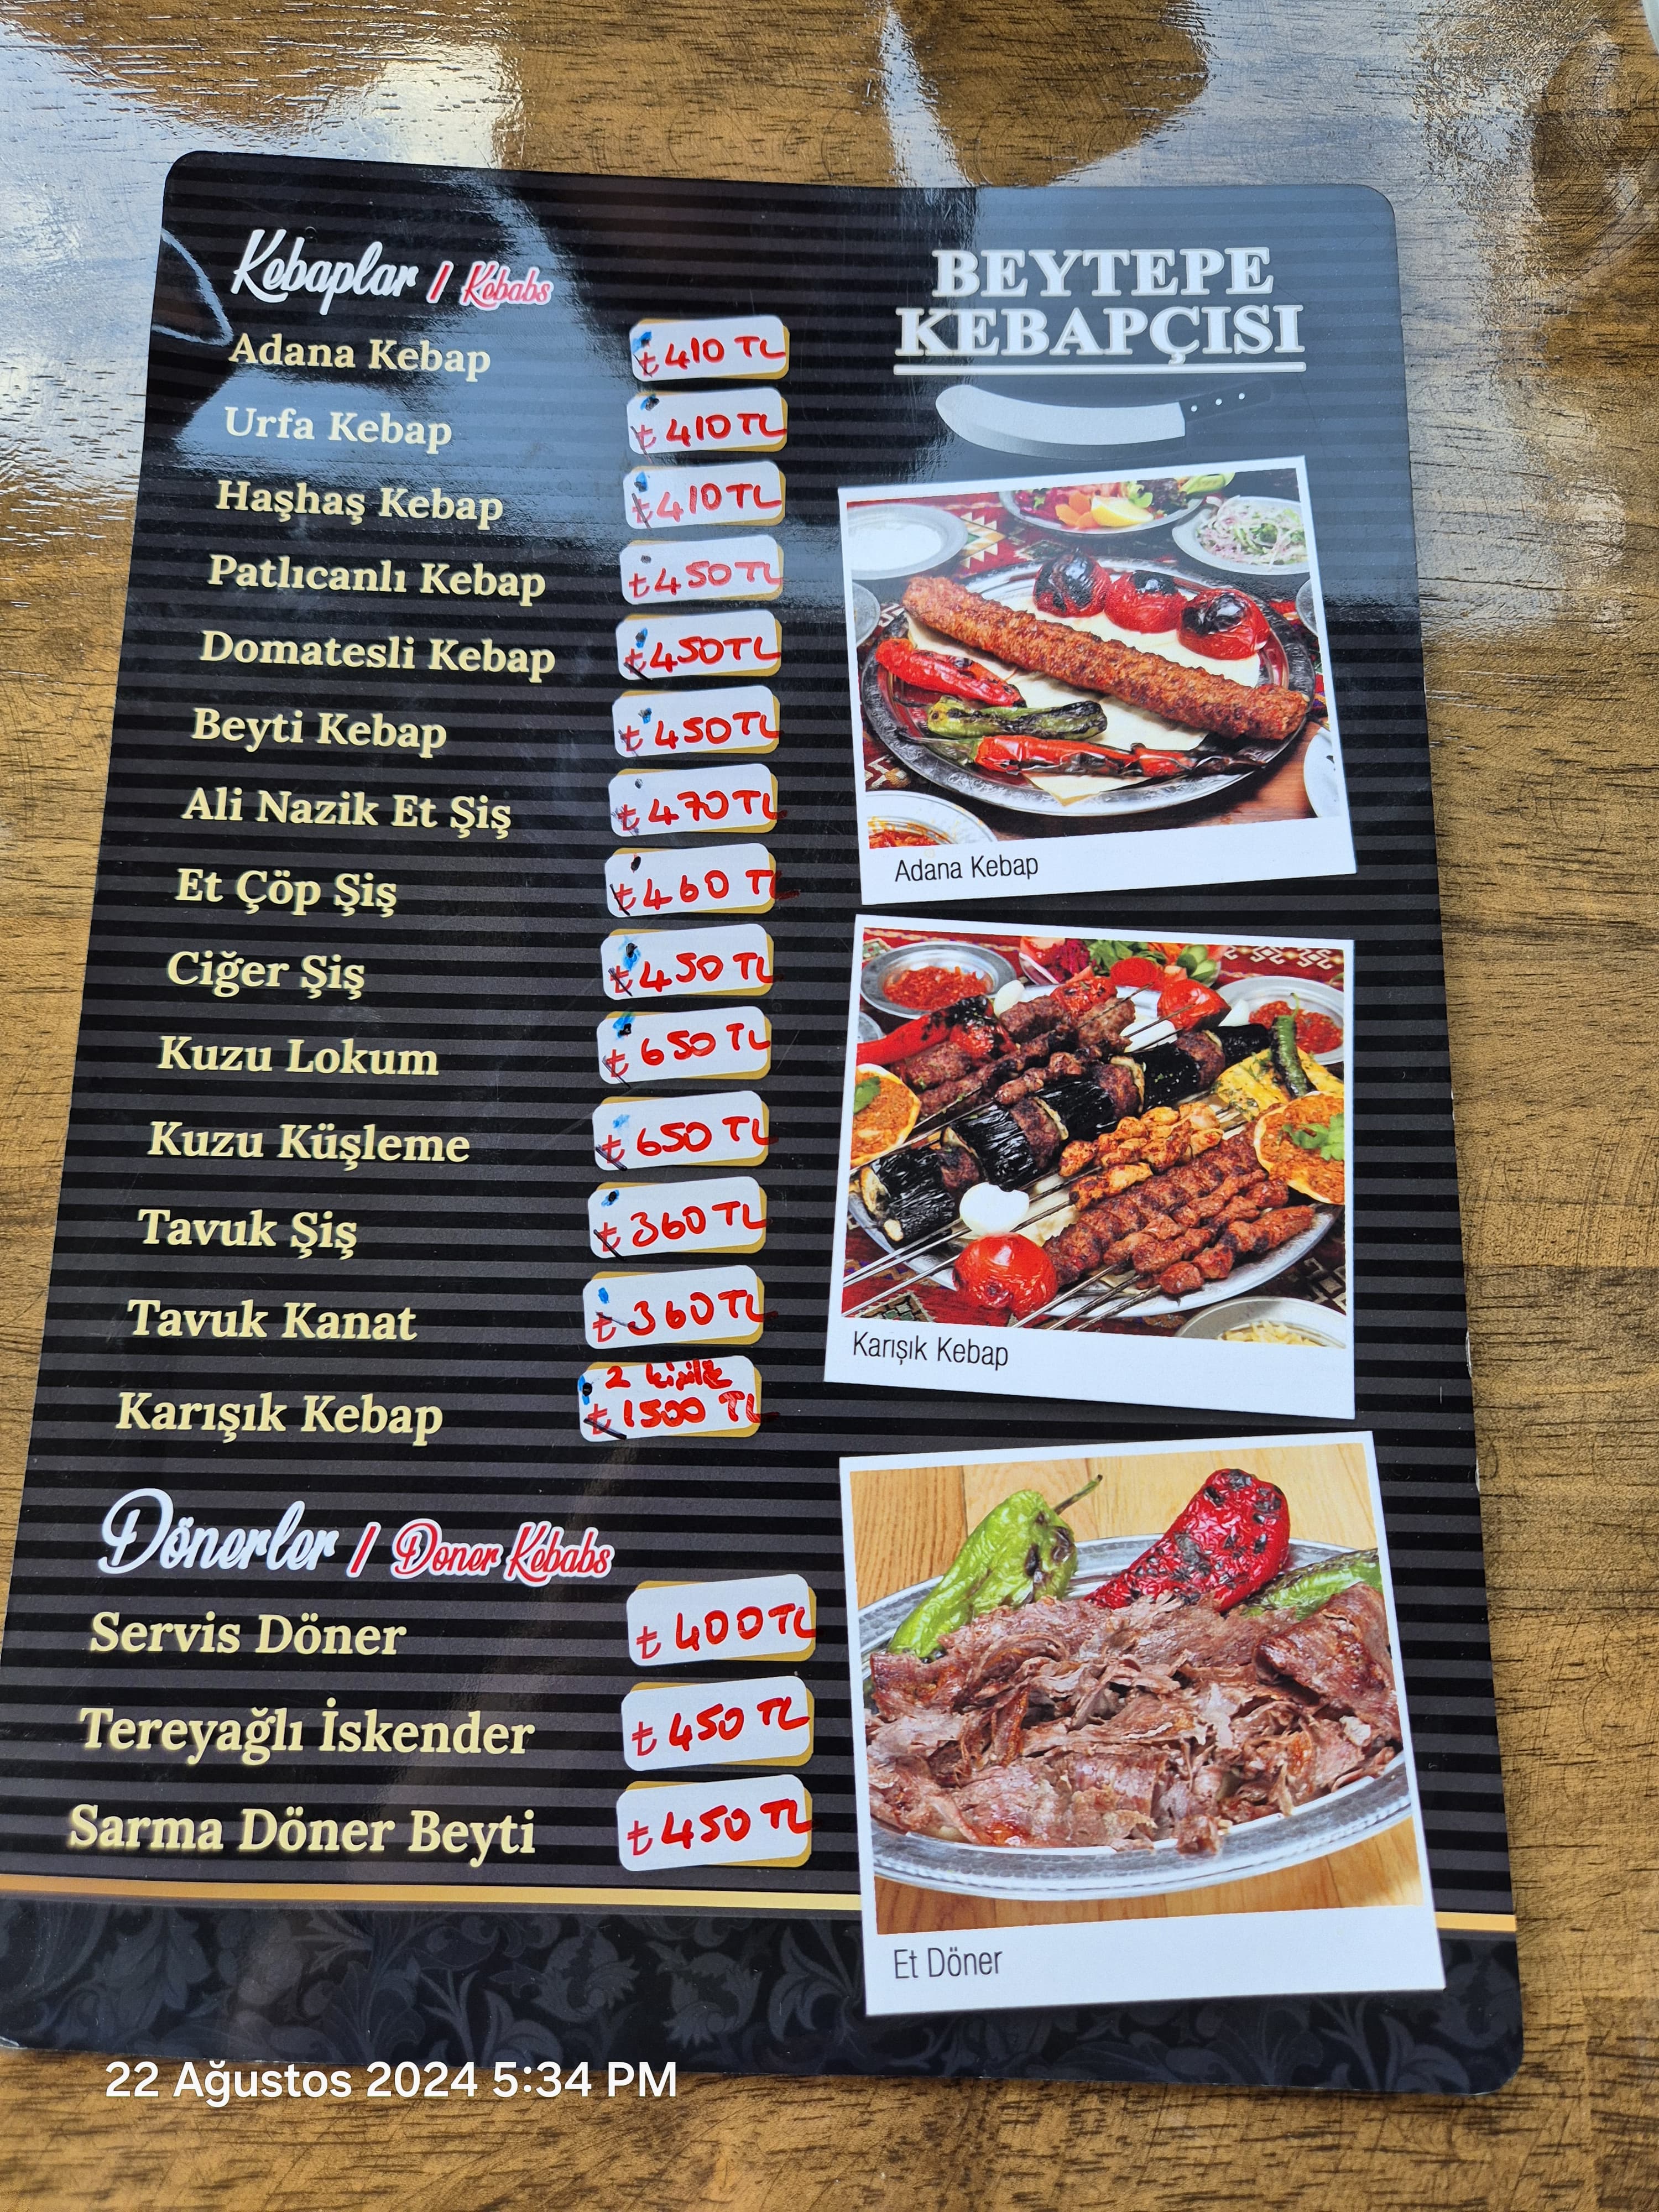 Kebaplar / Kebabs
BEYTEPE
KEBAPÇISI
Adana Kebap ₺410 TL
Urfa Kebap ₺410 TL
Haşhaş Kebap ₺410 TL
Patlıcanlı Kebap ₺450 TL
Domatesli Kebap ₺450 TL
Beyti Kebap ₺450 TL
Ali Nazik Et Şiş ₺470 TL
Et Çöp Şiş ₺460 TL
Ciğer Şiş ₺450 TL
Kuzu Lokum ₺650 TL
Kuzu Küşleme ₺650 TL
Tavuk Şiş ₺360 TL
Tavuk Kanat ₺360 TL
2 kişilik
Karışık Kebap ₺1500 TL
Adana Kebap
Karışık Kebap
Dönerler / Doner Kebabs
Servis Döner ₺400 TL
Tereyağlı İskender ₺450 TL
Sarma Döner Beyti ₺450 TL
Et Döner
22 Ağustos 2024 5:34 PM